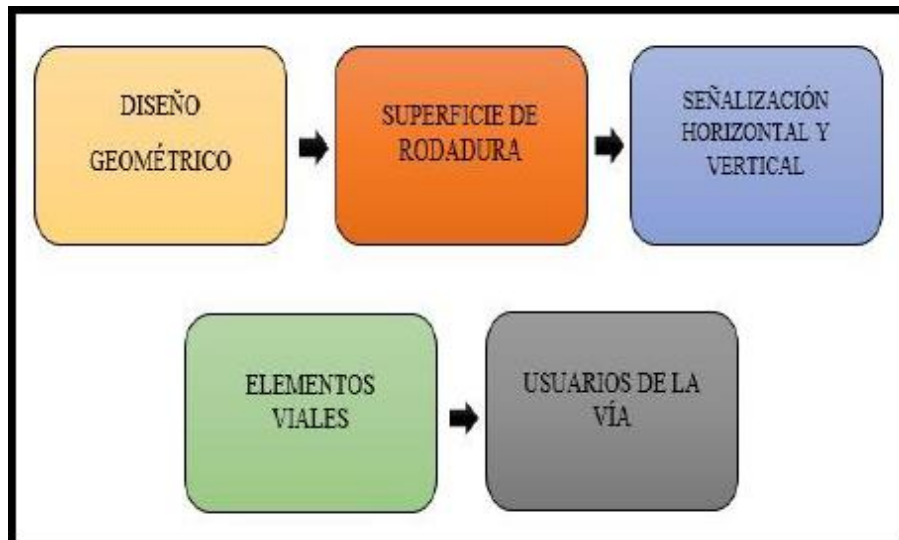 DISEÑO
GEOMÉTRICO
SUPERFICIE DE
RODADURA
SEÑALIZACIÓN
HORIZONTAL Y
VERTICAL
ELEMENTOS
VIALES
USUARIOS DE LA
VÍA